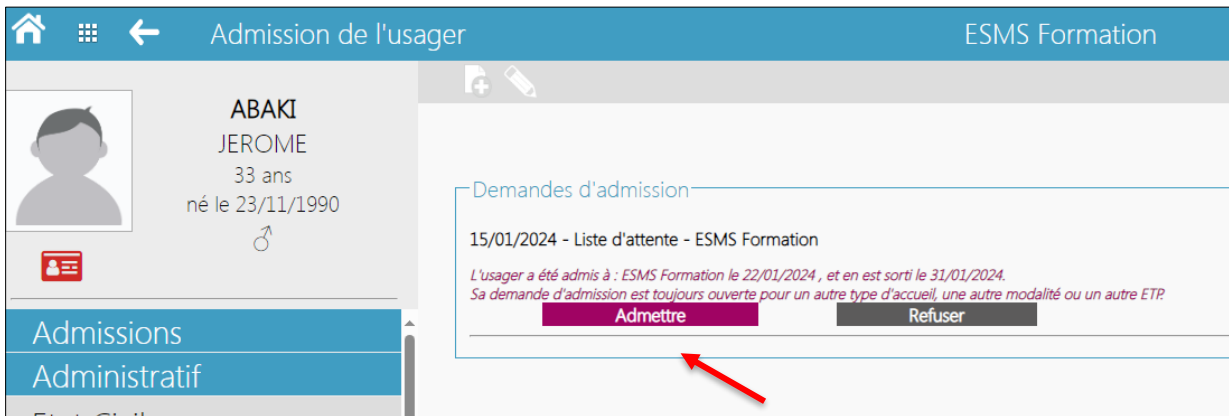 Admission de l'usager
ESMS Formation
ABAKI
JEROME
33 ans
né le 23/11/1990
Admissions
Administratif
Demandes d'admission
15/01/2024 - Liste d'attente - ESMS Formation
L'usager a été admis à : ESMS Formation le 22/01/2024 , et en est sorti le 31/01/2024.
Sa demande d'admission est toujours ouverte pour un autre type d'accueil, une autre modalité ou un autre ETP.
Admettre
Refuser